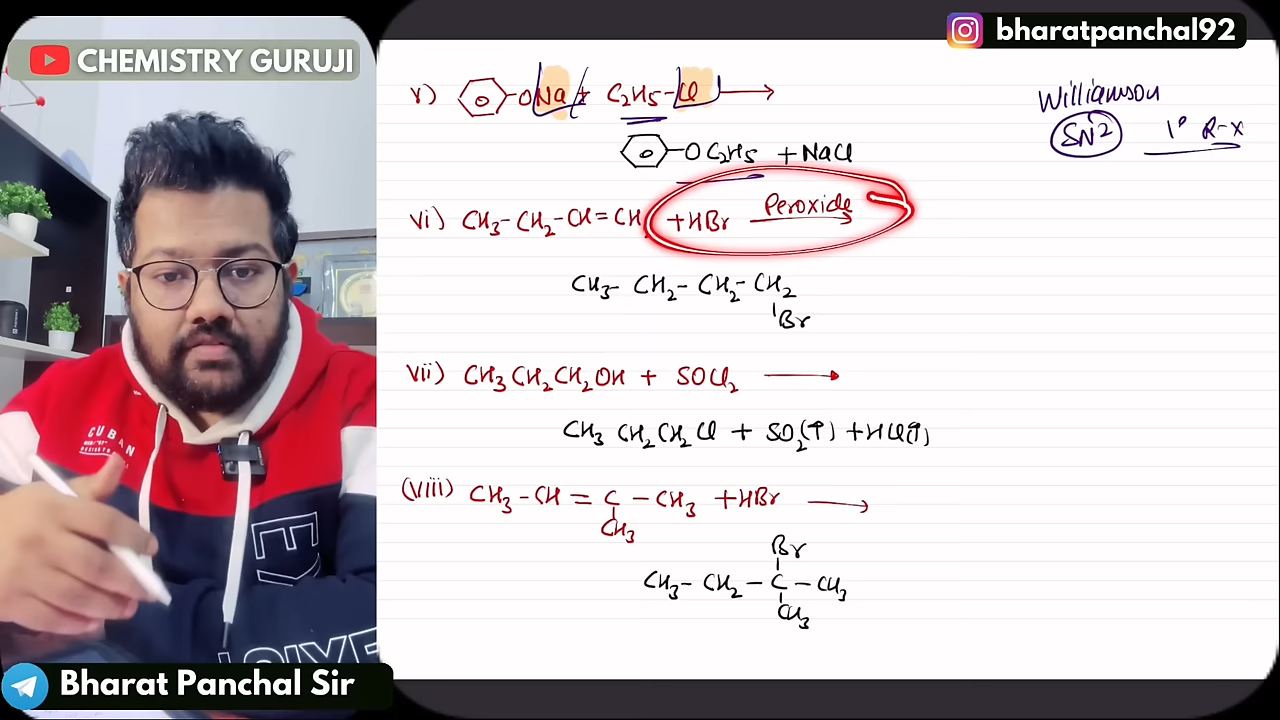 CHEMISTRY GURUJI
bharatpanchal92
v) -ONa + C2H5-Cl →
Williamson
SN2 1° R-X
-OC2H5 + NaCl
vi) CH3-CH2-CH=CH +HBr Peroxide →
CH3- CH2- CH2- CH2
Br
vii) CH3CH2CH2OH + SOCl2 →
CH3 CH2CH2Cl + SO2(↑) + HCl(↑)
(viii) CH3-CH = C - CH3 + HBr →
CH3
Br
CH3- CH2 - C - CH3
CH3
CUBAN
Bharat Panchal Sir